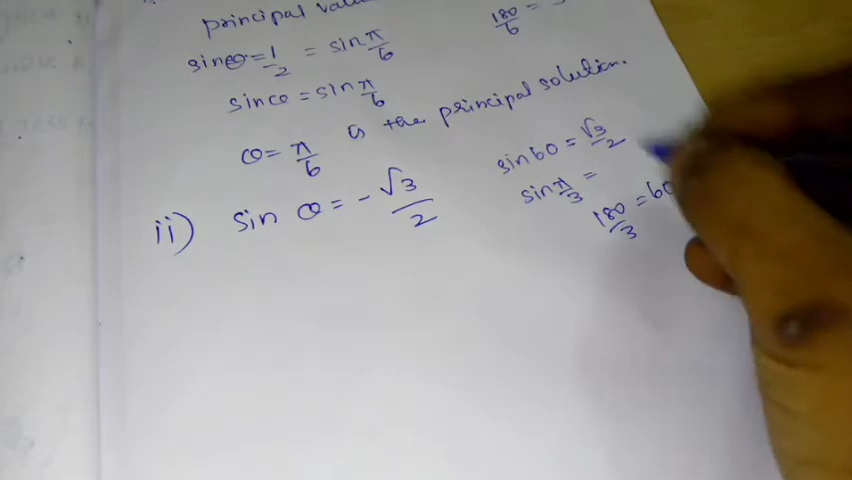 principal
sinθ = 1/2 = sin π/6
180/6 =
since = sin π/6
θ = π/6 is the principal solution.
sin 60 = √3/2
sin π/3 =
180/3 = 60
ii) sin θ = - √3/2